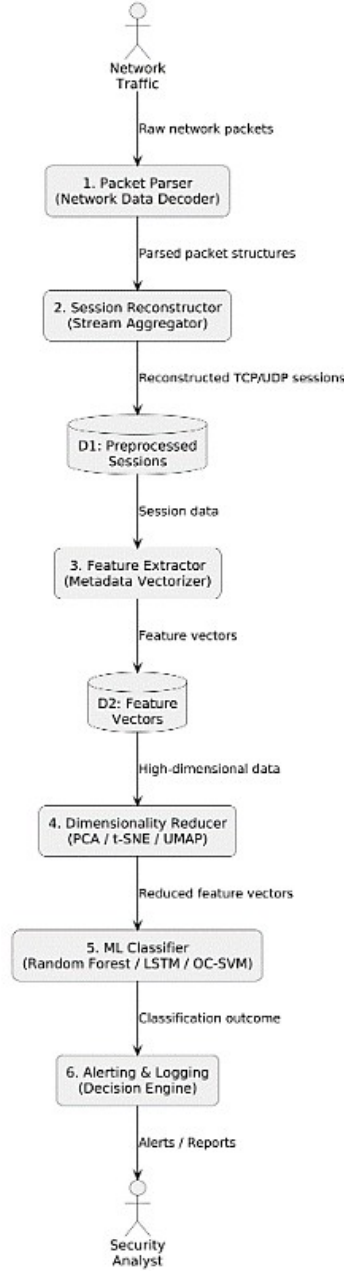 Network
Traffic
Raw network packets
1. Packet Parser
(Network Data Decoder)
Parsed packet structures
2. Session Reconstructor
(Stream Aggregator)
Reconstructed TCP/UDP sessions
D1: Preprocessed
Sessions
Session data
3. Feature Extractor
(Metadata Vectorizer)
Feature vectors
D2: Feature
Vectors
High-dimensional data
4. Dimensionality Reducer
(PCA / t-SNE / UMAP)
Reduced feature vectors
5. ML Classifier
(Random Forest / LSTM / OC-SVM)
Classification outcome
6. Alerting & Logging
(Decision Engine)
Alerts / Reports
Security
Analyst